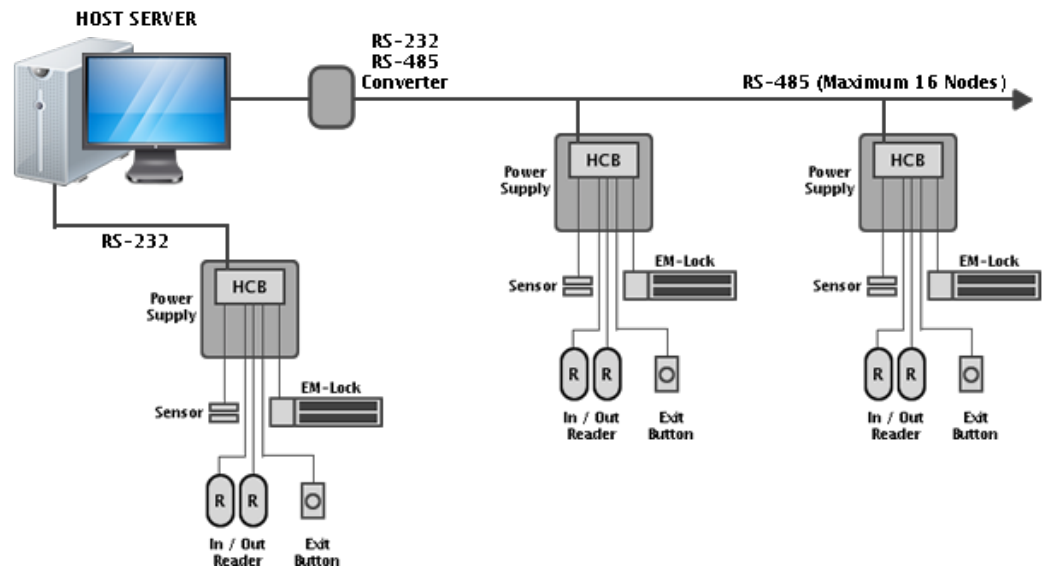 HOST SERVER
RS-232
RS-485
Converter
RS-485 (Maximum 16 Nodes)
HCB
Power
Supply
Sensor
EM-Lock
R
R
In / Out
Reader
Exit
Button
HCB
Power
Supply
Sensor
EM-Lock
R
R
In / Out
Reader
Exit
Button
RS-232
HCB
Power
Supply
Sensor
EM-Lock
R
R
In / Out
Reader
Exit
Button